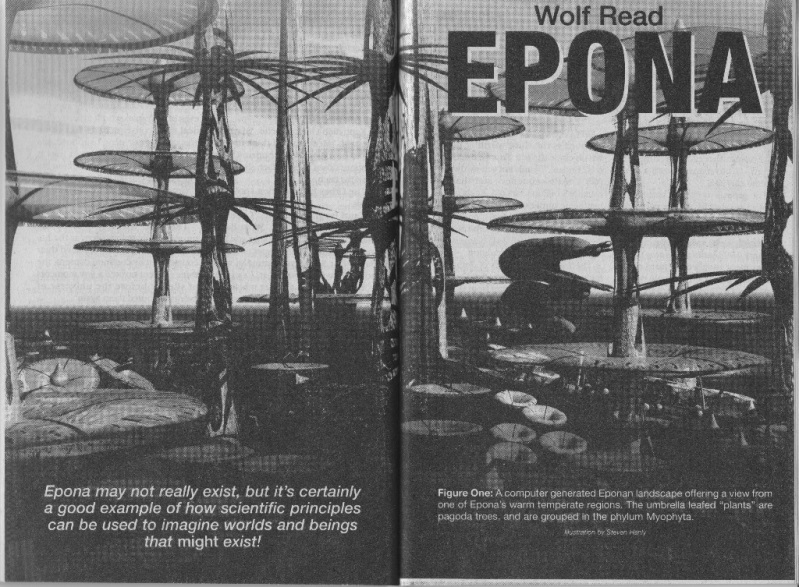 Wolf Read
EPONA
Epona may not really exist, but it's certainly
a good example of how scientific principles
can be used to imagine worlds and beings
that might exist!
Figure One: A computer generated Eponan landscape offering a view from
one of Epona's warm temperate regions. The umbrella leafed "plants" are
pagoda trees, and are grouped in the phylum Myophyta.
Illustration by Steven Hanly